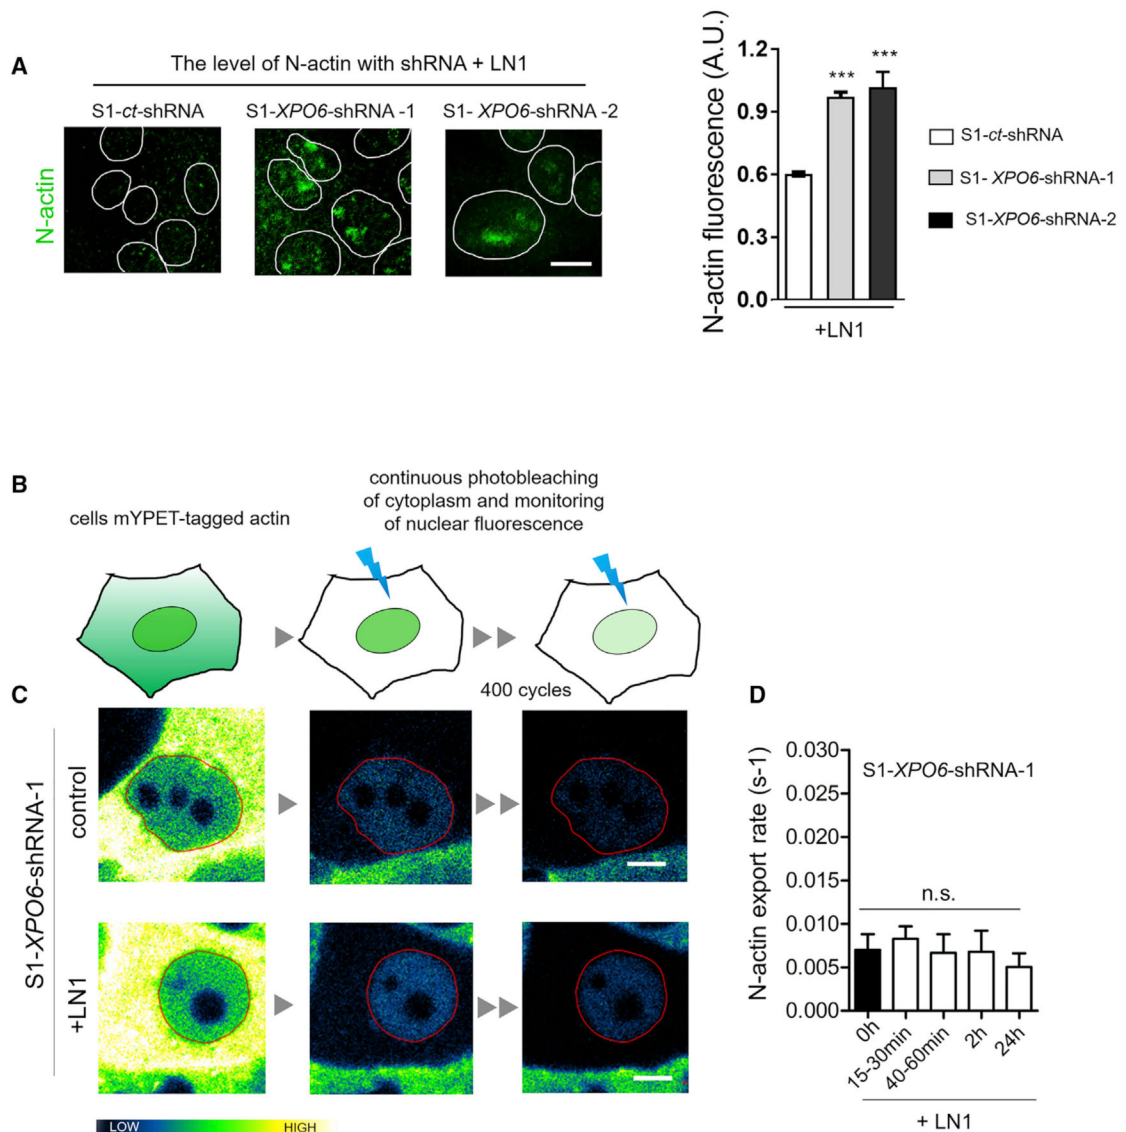 A
The level of N-actin with shRNA + LN1
S1-ct-shRNA
S1-XPO6-shRNA -1
S1- XPO6-shRNA -2
N-actin
N-actin fluorescence (A.U.)
1.2
0.9
0.6
0.3
0.0
***
***
+LN1
S1-ct-shRNA
S1- XPO6-shRNA-1
S1-XPO6-shRNA-2
B
cells mYPET-tagged actin
continuous photobleaching
of cytoplasm and monitoring
of nuclear fluorescence
400 cycles
C
S1-XPO6-shRNA-1
control
+LN1
LOW
HIGH
D
N-actin export rate (s-1)
0.030
0.025
0.020
0.015
0.010
0.005
0.000
S1-XPO6-shRNA-1
n.s.
0h
15-30min
40-60min
2h
24h
+ LN1